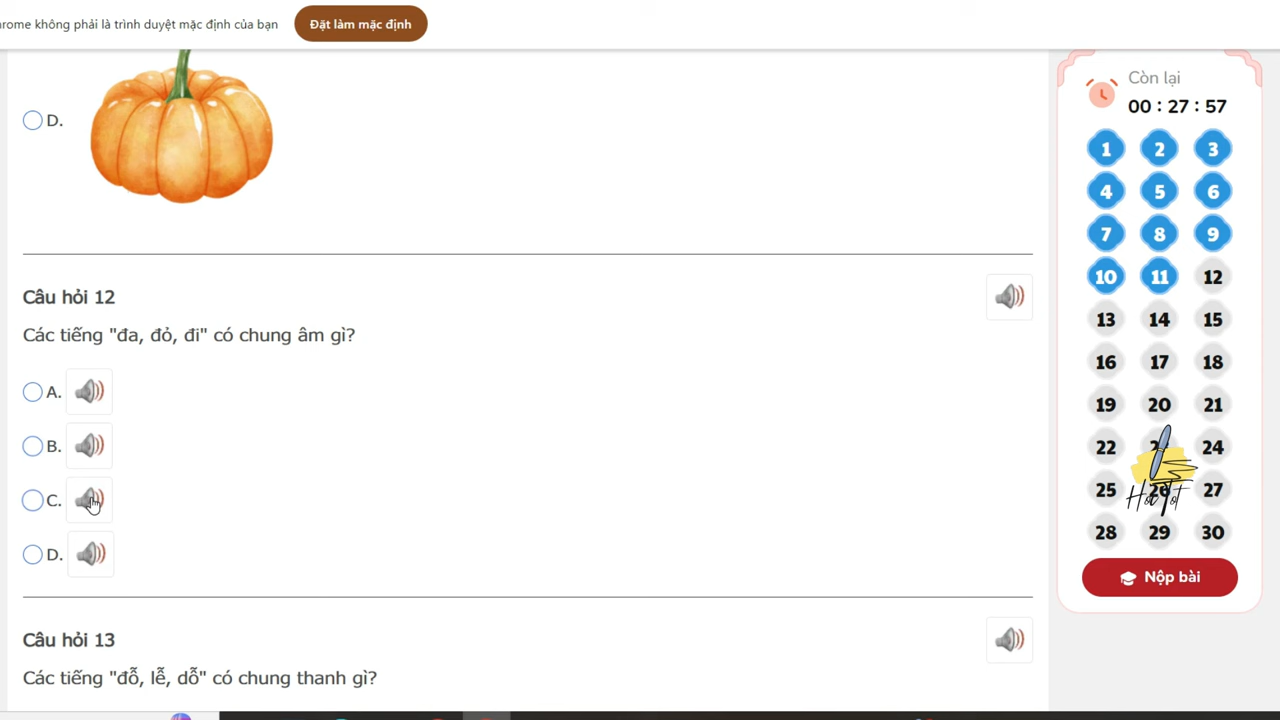 rome không phải là trình duyệt mặc định của bạn
Đặt làm mặc định
D.
Câu hỏi 12
Các tiếng "đa, đỏ, đi" có chung âm gì?
A.
B.
C.
D.
Câu hỏi 13
Các tiếng "đỗ, lễ, dỗ" có chung thanh gì?
Còn lại
00 : 27 : 57
1 2 3
4 5 6
7 8 9
10 11 12
13 14 15
16 17 18
19 20 21
22 24
25 26 27
Học Tốt
28 29 30
Nộp bài